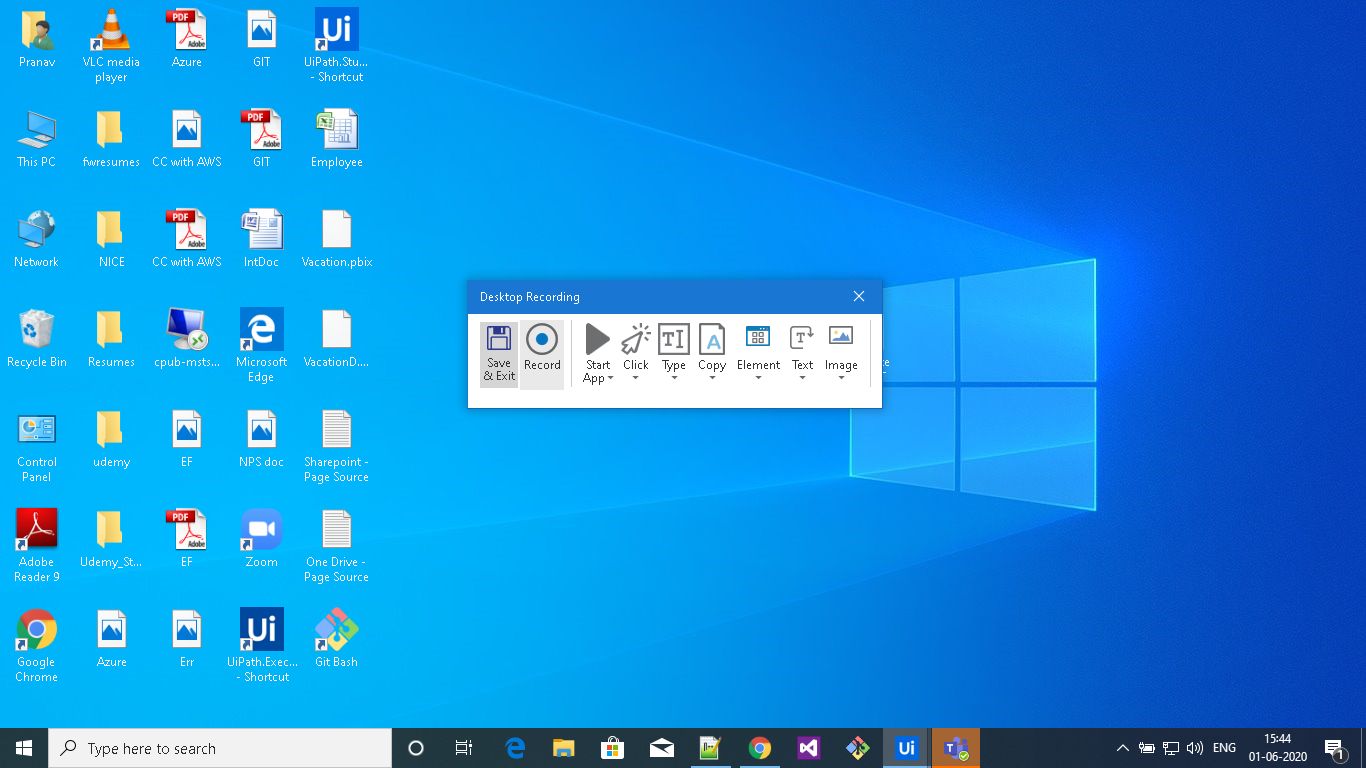 Pranav
VLC media
player
Azure
GIT
UiPath.Stu...
- Shortcut
This PC
fwresumes
CC with AWS
GIT
Employee
Network
NICE
CC with AWS
IntDoc
Vacation.pbix
Recycle Bin
Resumes
cpub-msts...
Microsoft
Edge
VacationD....
Control
Panel
udemy
EF
NPS doc
Sharepoint -
Page Source
Adobe
Reader 9
Udemy_St...
EF
Zoom
One Drive -
Page Source
Google
Chrome
Azure
Err
UiPath.Exec...
- Shortcut
Git Bash
Desktop Recording
Save
& Exit
Record
Start
App
Click
Type
Copy
Element
Text
Image
Type here to search
ENG
15:44
01-06-2020
1